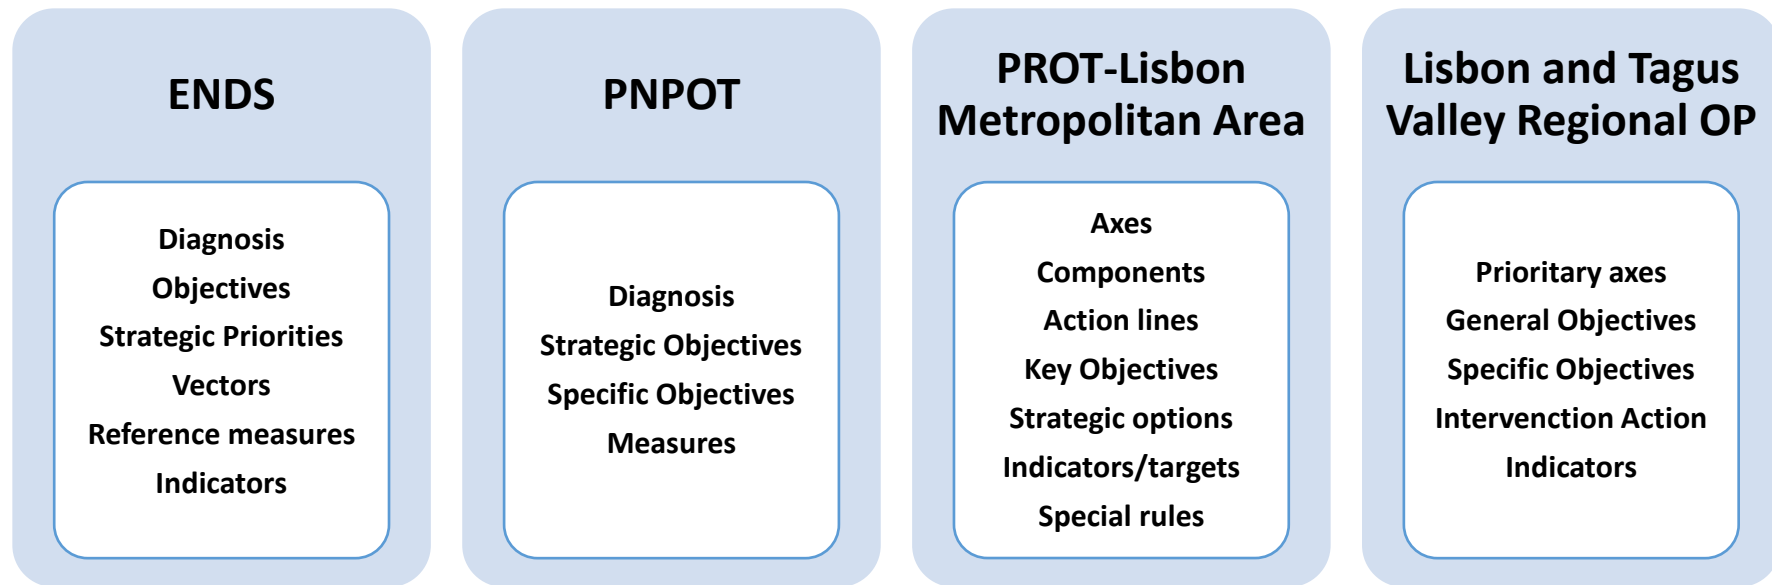 ENDS
Diagnosis
Objectives
Strategic Priorities
Vectors
Reference measures
Indicators
PNPOT
Diagnosis
Strategic Objectives
Specific Objectives
Measures
PROT-Lisbon
Metropolitan Area
Axes
Components
Action lines
Key Objectives
Strategic options
Indicators/targets
Special rules
Lisbon and Tagus
Valley Regional OP
Prioritary axes
General Objectives
Specific Objectives
Intervenction Action
Indicators